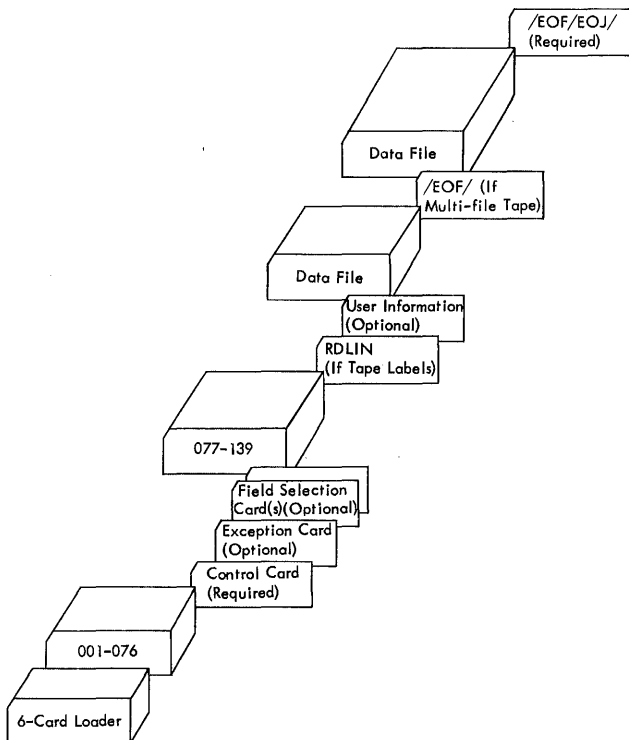 /EOF/EOJ/
(Required)
Data File
/EOF/ (If
Multi-file Tape)
Data File
User Information
(Optional)
RDLIN
(If Tape Labels)
077-139
Field Selection
Card(s)(Optional)
Exception Card
(Optional)
Control Card
(Required)
001-076
6-Card Loader